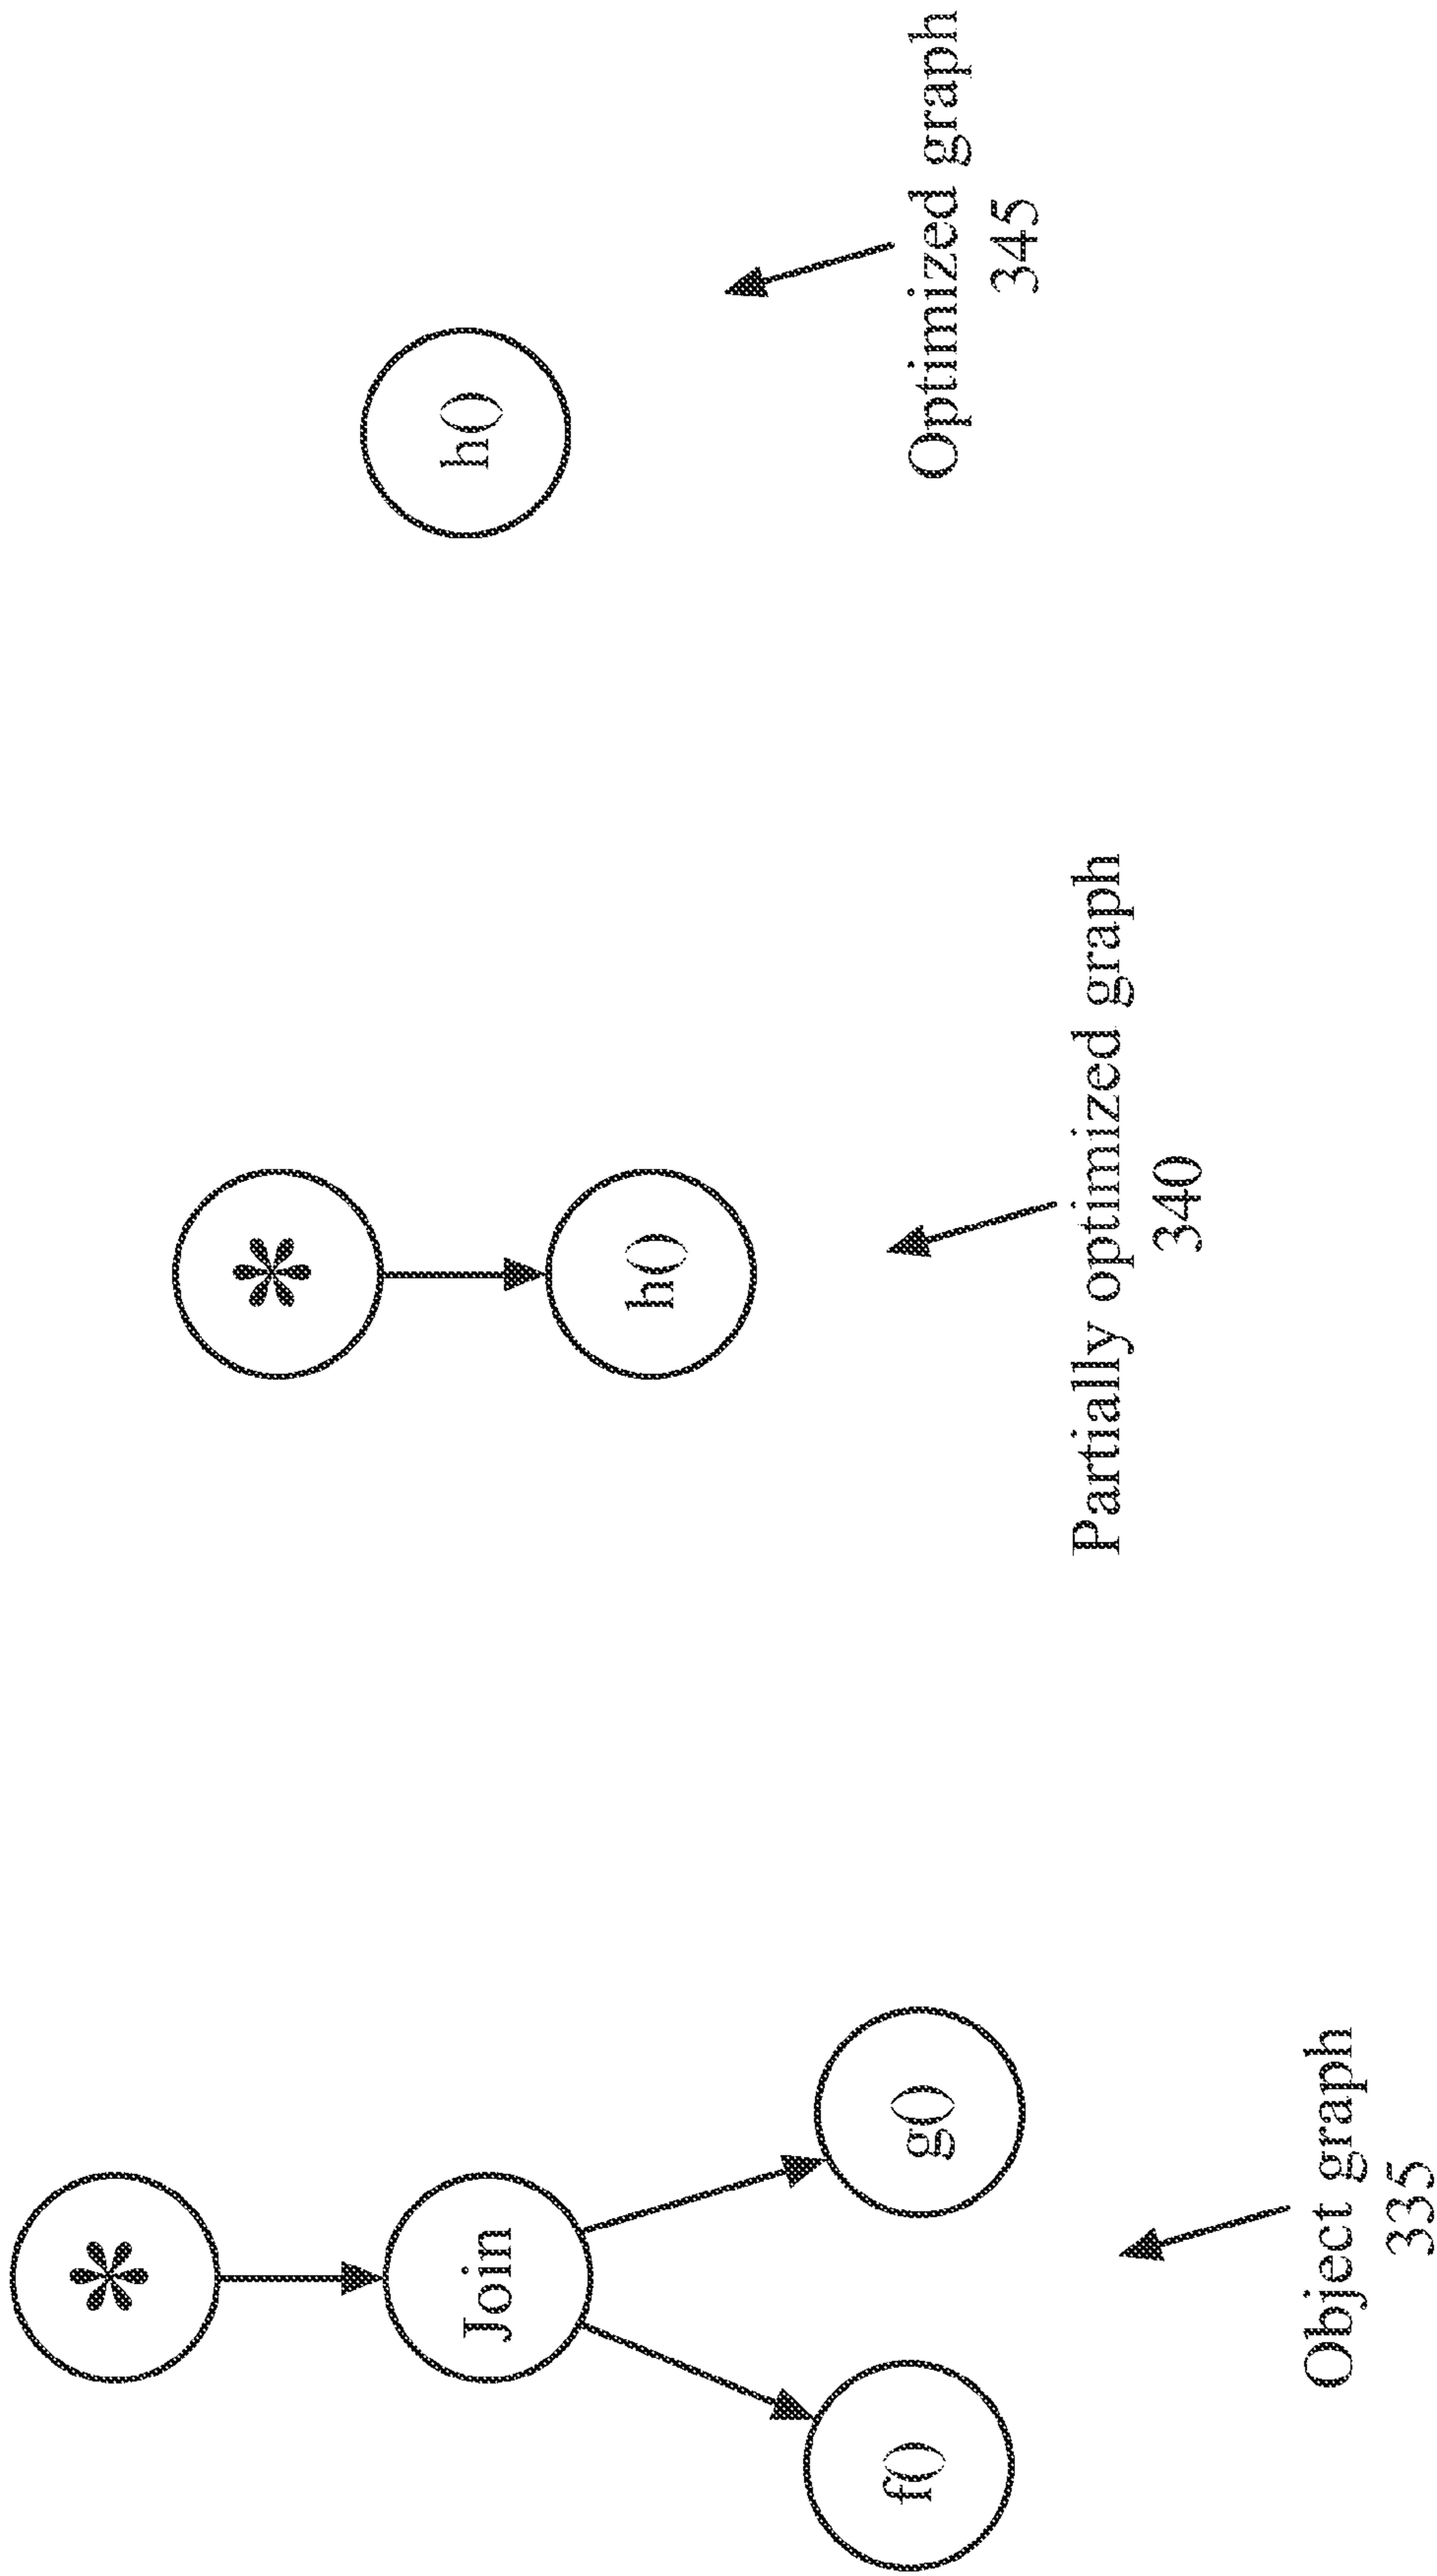 *
Join
f()
g()
Object graph
335
*
h()
Partially optimized graph
340
h()
Optimized graph
345